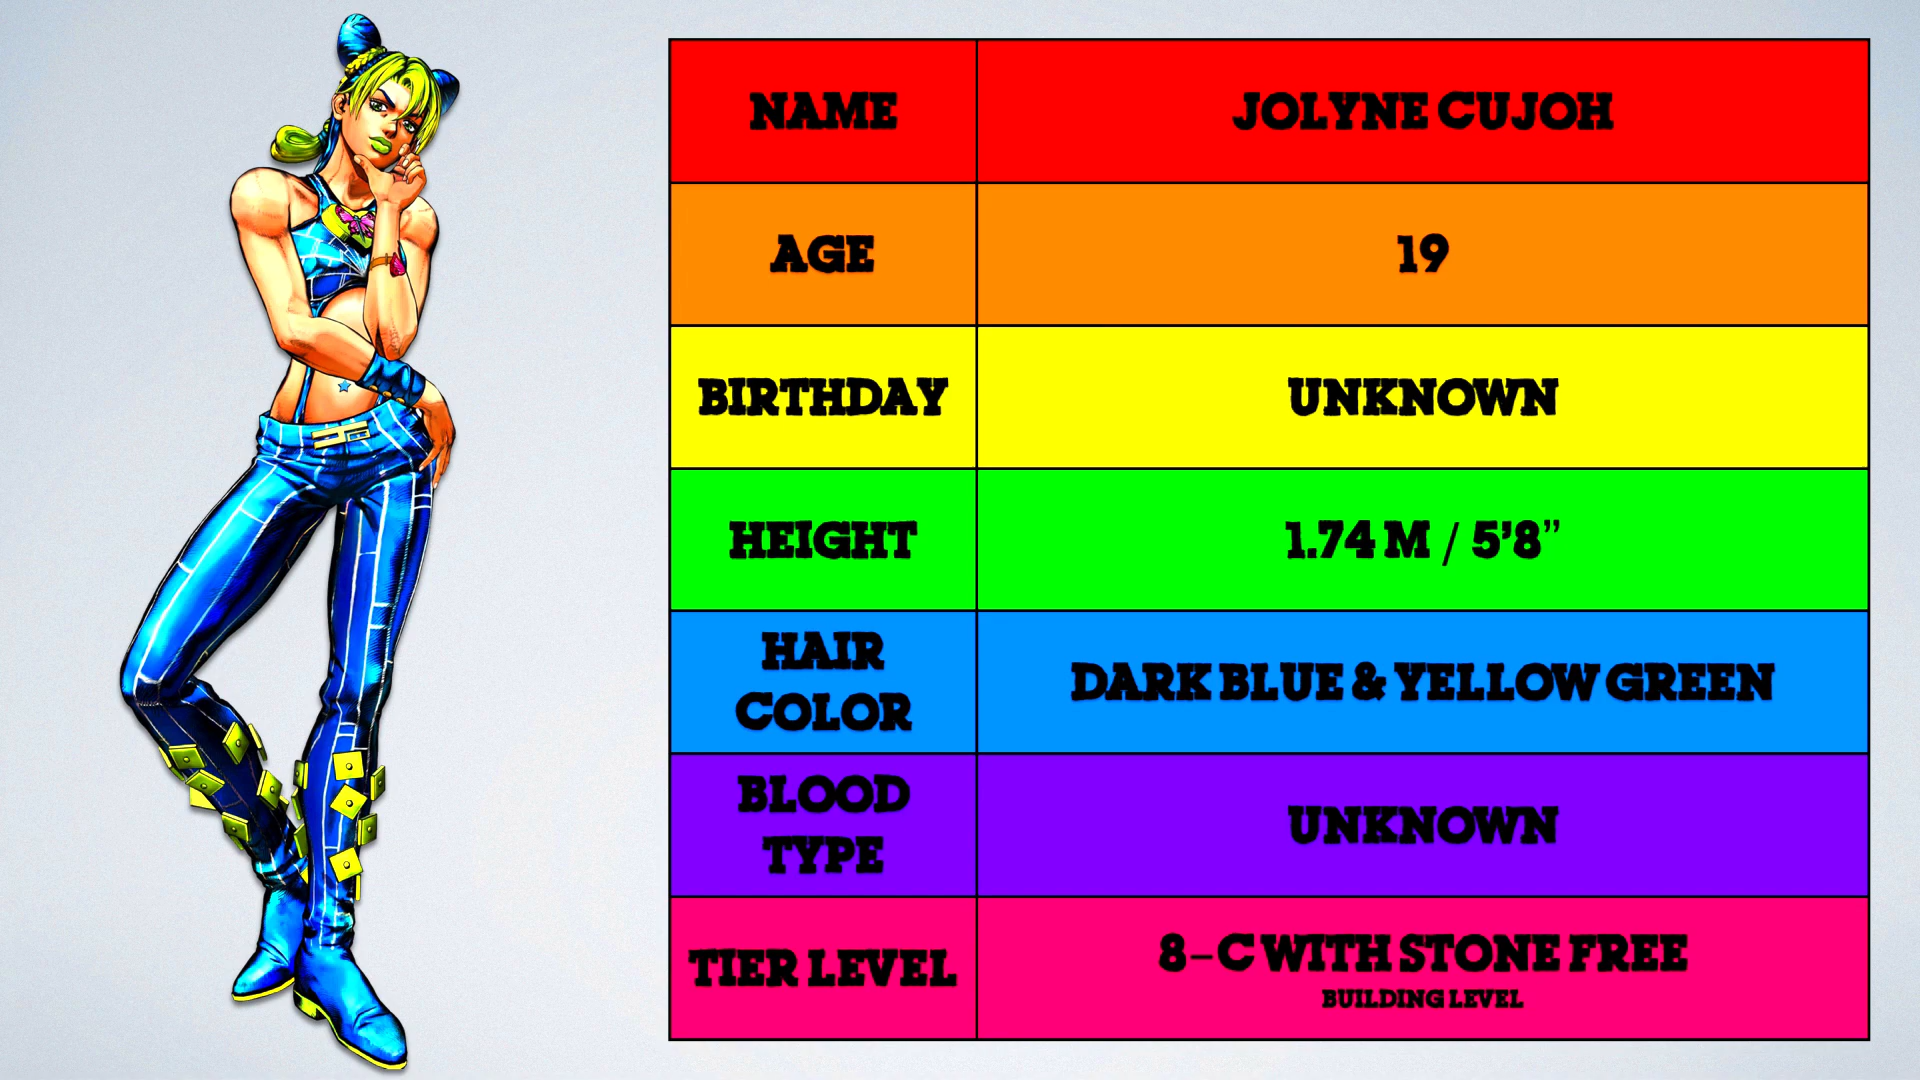 NAME
JOLYNE CUJOH
AGE
19
BIRTHDAY
UNKNOWN
HEIGHT
1.74 M / 5’8”
HAIR
COLOR
DARK BLUE & YELLOW GREEN
BLOOD
TYPE
UNKNOWN
TIER LEVEL
8-C WITH STONE FREE
BUILDING LEVEL